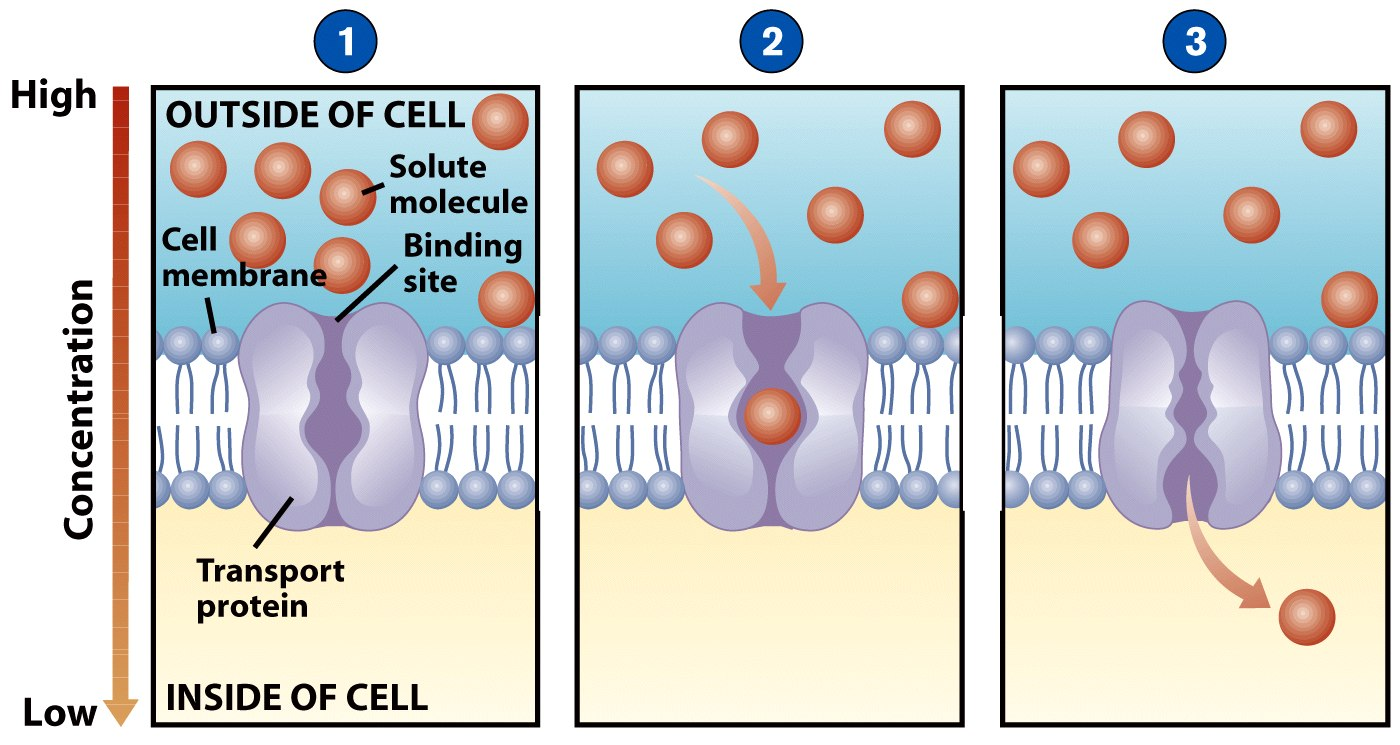 1
2
3
High
OUTSIDE OF CELL
Solute
molecule
Cell
membrane
Binding
site
Concentration
Transport
protein
INSIDE OF CELL
Low